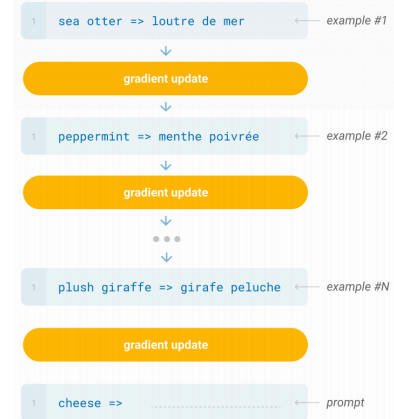 1 sea otter => loutre de mer example #1
gradient update
1 peppermint => menthe poivrée example #2
gradient update
1 plush giraffe => girafe peluche example #N
gradient update
1 cheese => prompt